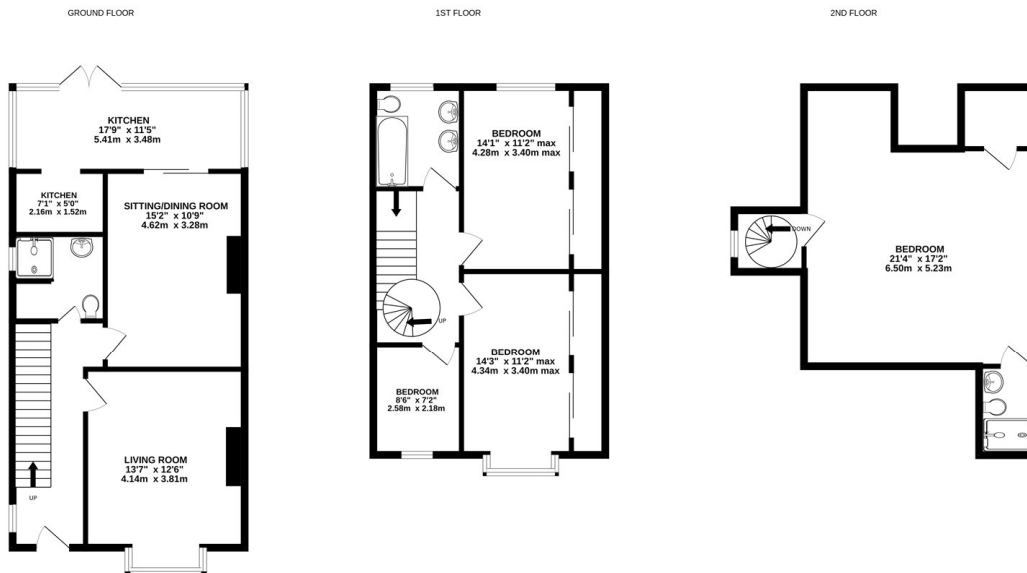 GROUND FLOOR
KITCHEN
17'9" x 11'5"
5.41m x 3.48m
KITCHEN
7'1" x 5'0"
2.16m x 1.52m
SITTING/DINING ROOM
15'2" x 10'9"
4.62m x 3.28m
LIVING ROOM
13'7" x 12'6"
4.14m x 3.81m
UP
1ST FLOOR
BEDROOM
14'1" x 11'2" max
4.28m x 3.40m max
UP
BEDROOM
14'3" x 11'2" max
4.34m x 3.40m max
BEDROOM
8'6" x 7'2"
2.58m x 2.18m
2ND FLOOR
DOWN
BEDROOM
21'4" x 17'2"
6.50m x 5.23m